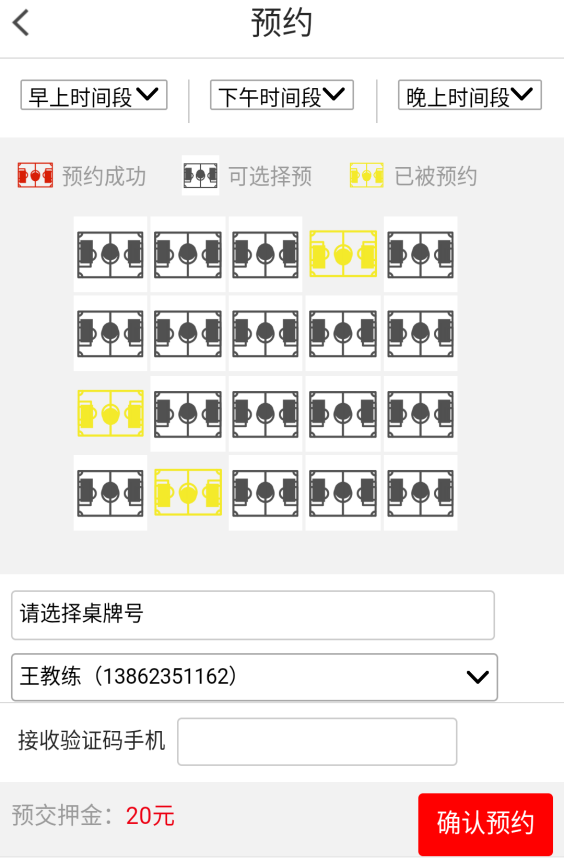 预约
早上时间段 下午时间段 晚上时间段
预约成功 可选择预 已被预约
请选择桌牌号
王教练（13862351162）
接收验证码手机
预交押金：20元 确认预约